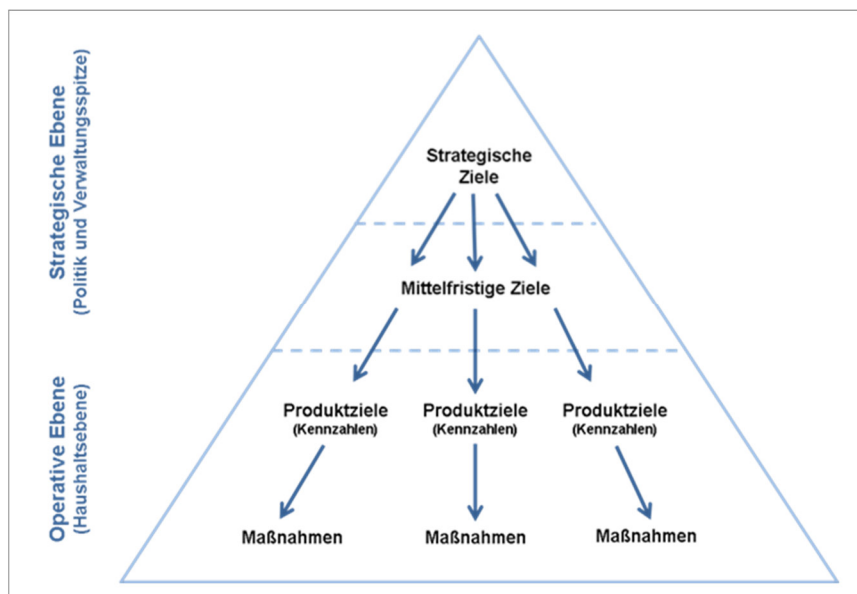 Strategische Ebene
(Politik und Verwaltungsspitze)
Strategische
Ziele
Mittelfristige Ziele
Operative Ebene
(Haushaltsebene)
Produktziele
(Kennzahlen)
Produktziele
(Kennzahlen)
Produktziele
(Kennzahlen)
Maßnahmen
Maßnahmen
Maßnahmen